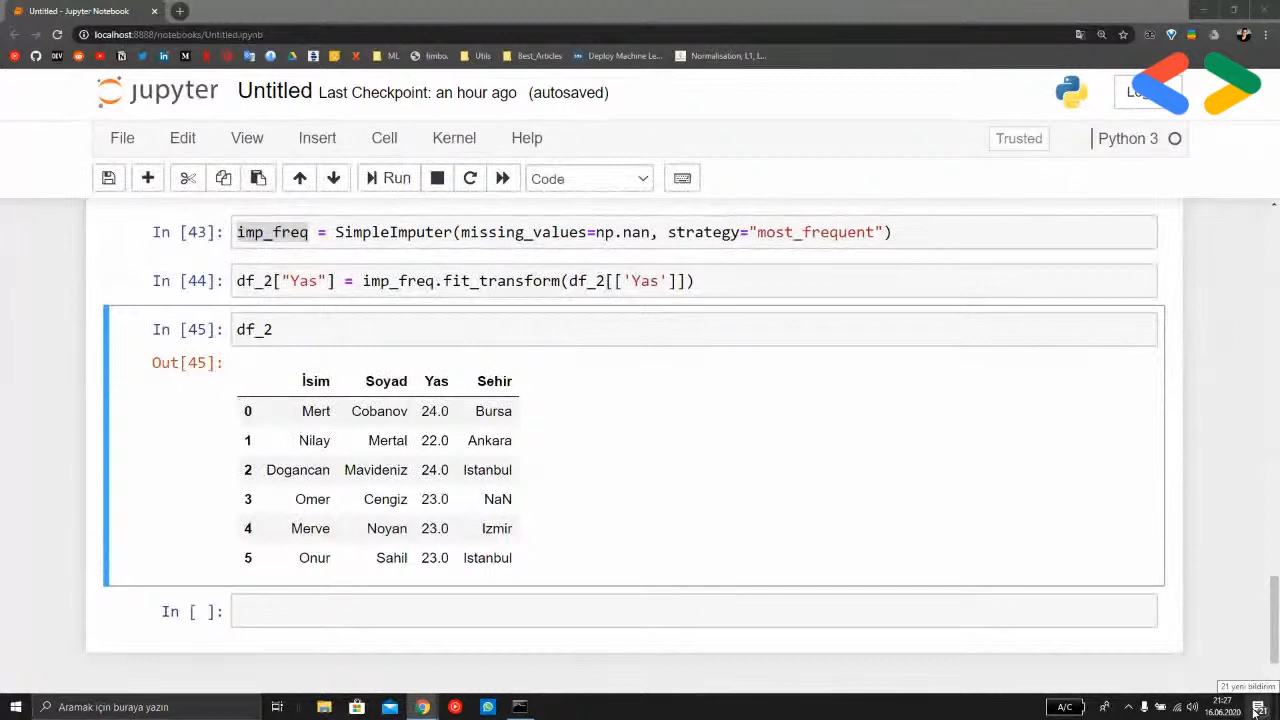 Untitled - Jupyter Notebook
localhost:8888/notebooks/Untitled.ipynb
ML
limbo.
Utils
Best_Articles
Deploy Machine Le...
Normalisation, L1, L...
jupyter Untitled Last Checkpoint: an hour ago (autosaved)
File Edit View Insert Cell Kernel Help
Trusted
Python 3
Run
Code
In [43]: imp_freq = SimpleImputer(missing_values=np.nan, strategy="most_frequent")
In [44]: df_2["Yas"] = imp_freq.fit_transform(df_2[['Yas']])
In [45]: df_2
Out[45]:
İsim Soyad Yas Sehir
0 Mert Cobanov 24.0 Bursa
1 Nilay Mertal 22.0 Ankara
2 Dogancan Mavideniz 24.0 Istanbul
3 Omer Cengiz 23.0 NaN
4 Merve Noyan 23.0 Izmir
5 Onur Sahil 23.0 Istanbul
In [ ]:
21 yeni bildirim
Aramak için buraya yazın
A/C
21:27
16.06.2020